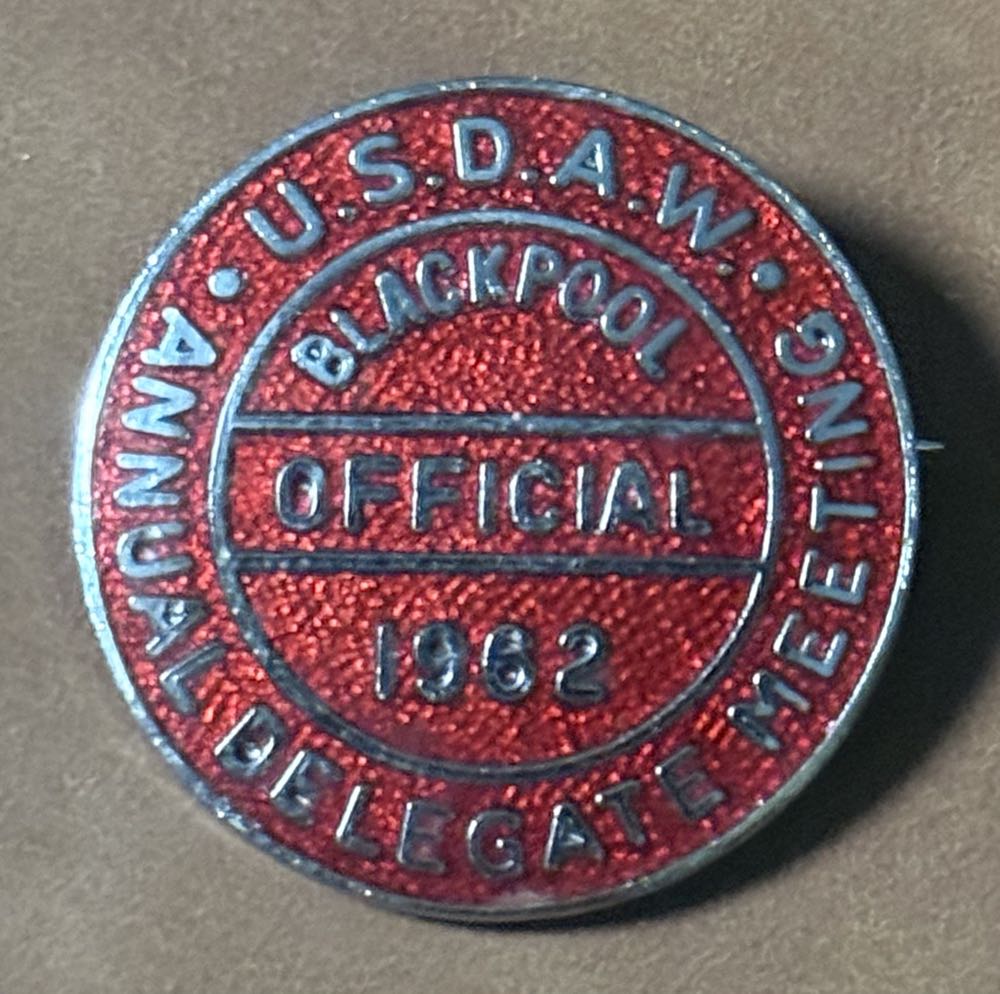 U.S.D.A.W.
BLACKPOOL
OFFICIAL
1962
ANNUAL DELEGATE MEETING